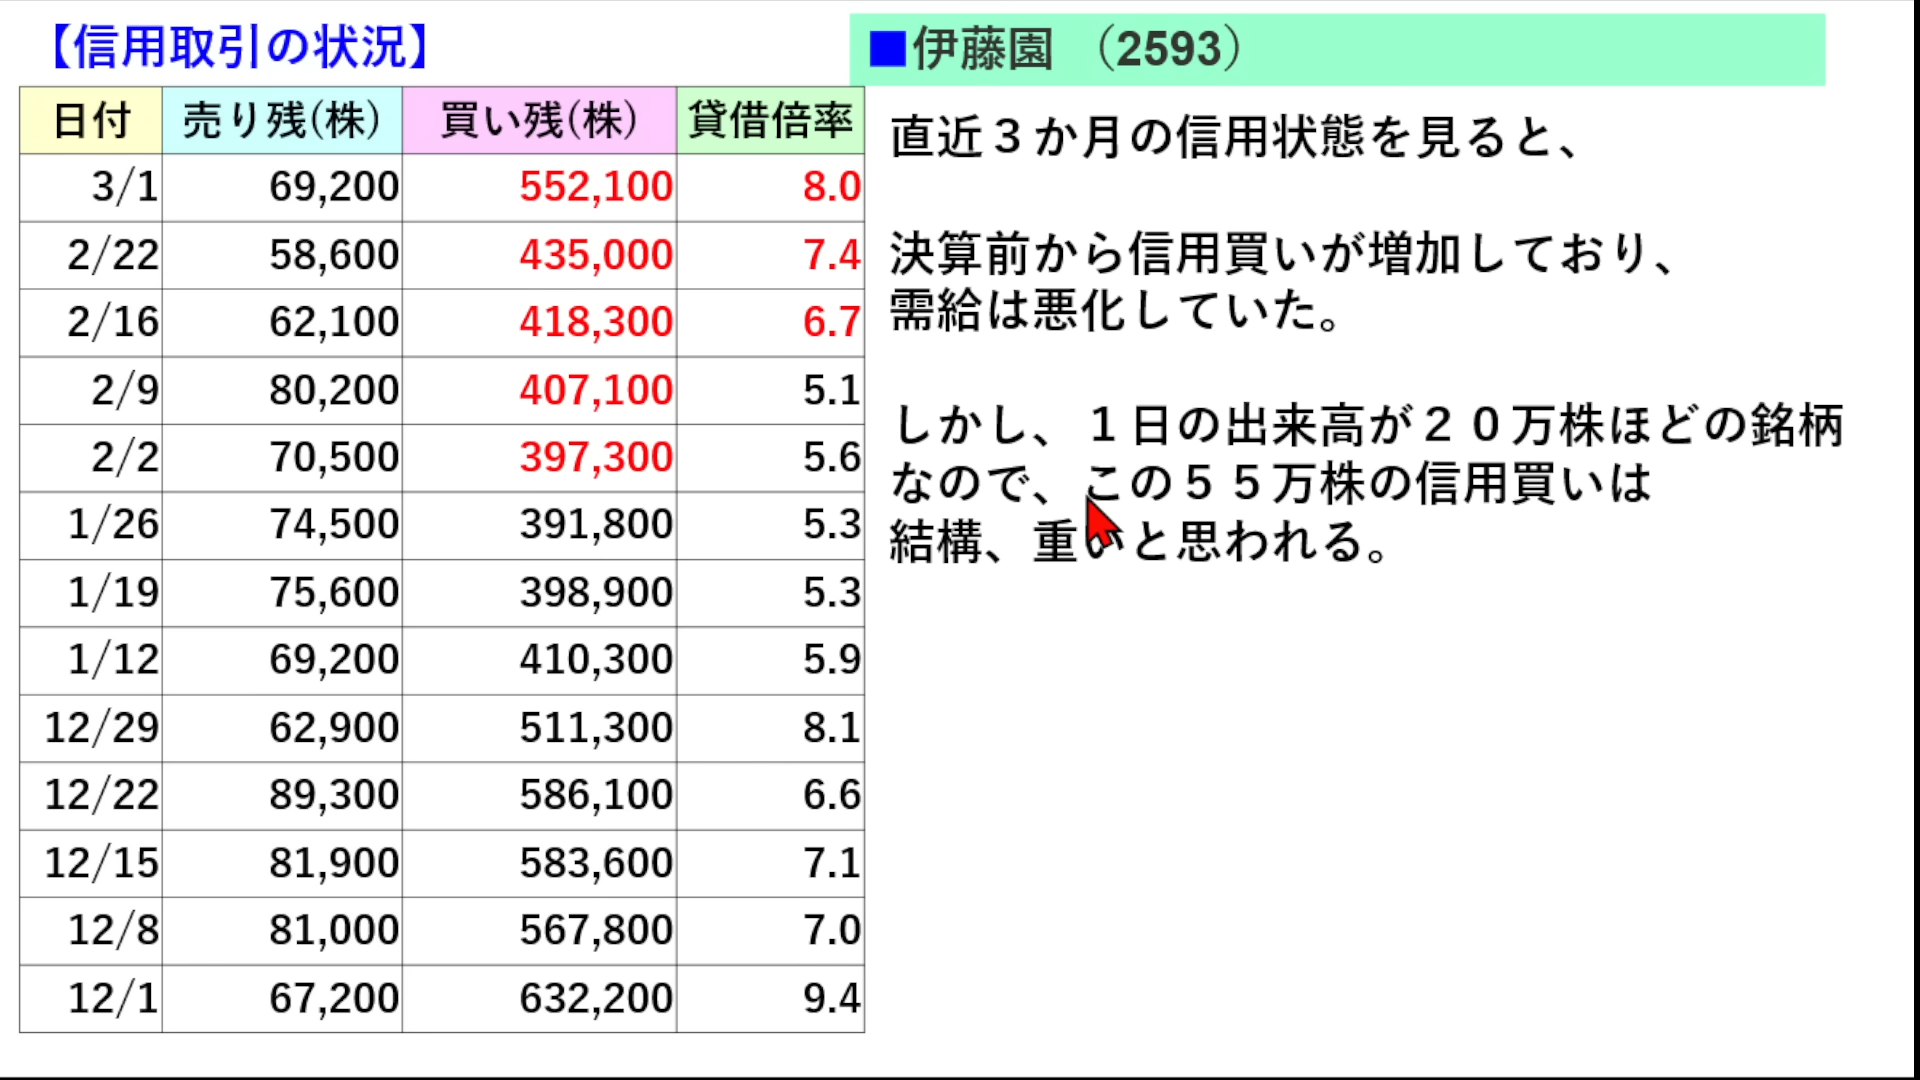 【信用取引の状況】
■伊藤園 （2593）
日付 売り残(株) 買い残(株) 貸借倍率
3/1 69,200 552,100 8.0
2/22 58,600 435,000 7.4
2/16 62,100 418,300 6.7
2/9 80,200 407,100 5.1
2/2 70,500 397,300 5.6
1/26 74,500 391,800 5.3
1/19 75,600 398,900 5.3
1/12 69,200 410,300 5.9
12/29 62,900 511,300 8.1
12/22 89,300 586,100 6.6
12/15 81,900 583,600 7.1
12/8 81,000 567,800 7.0
12/1 67,200 632,200 9.4
直近３か月の信用状態を見ると、
決算前から信用買いが増加しており、
需給は悪化していた。
しかし、１日の出来高が２０万株ほどの銘柄
なので、この５５万株の信用買いは
結構、重いと思われる。